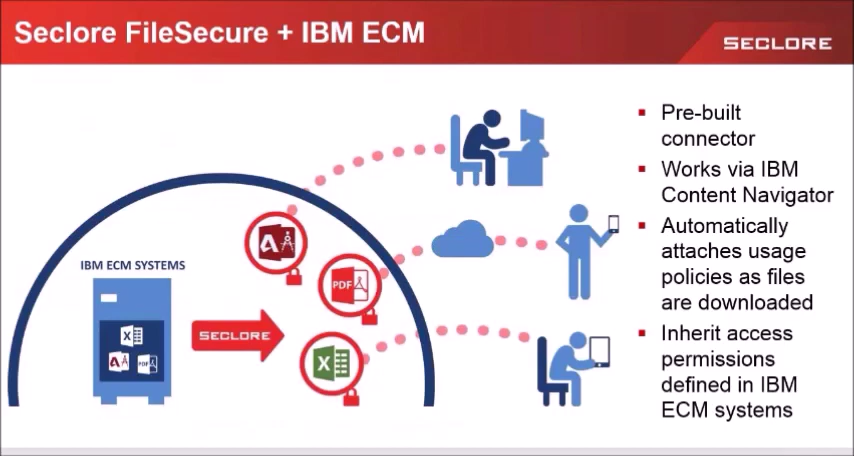 Seclore FileSecure + IBM ECM
SECLORE
IBM ECM SYSTEMS
X
A
PDF
SECLORE
A
PDF
X
▪ Pre-built
connector
▪ Works via IBM
Content Navigator
▪ Automatically
attaches usage
policies as files
are downloaded
▪ Inherit access
permissions
defined in IBM
ECM systems